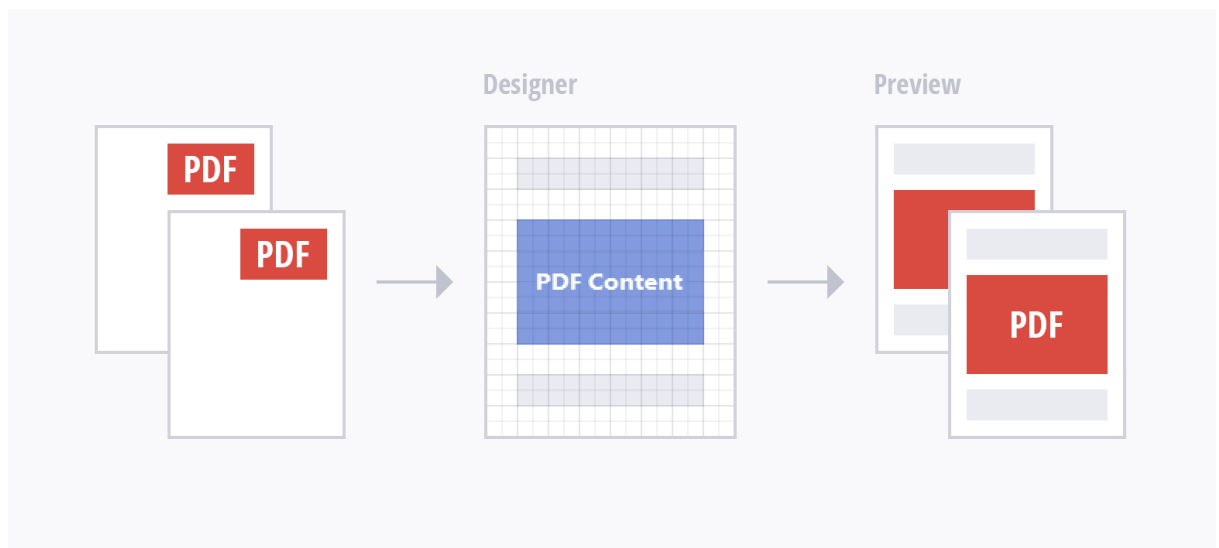 Designer
Preview
PDF
PDF
PDF Content
PDF